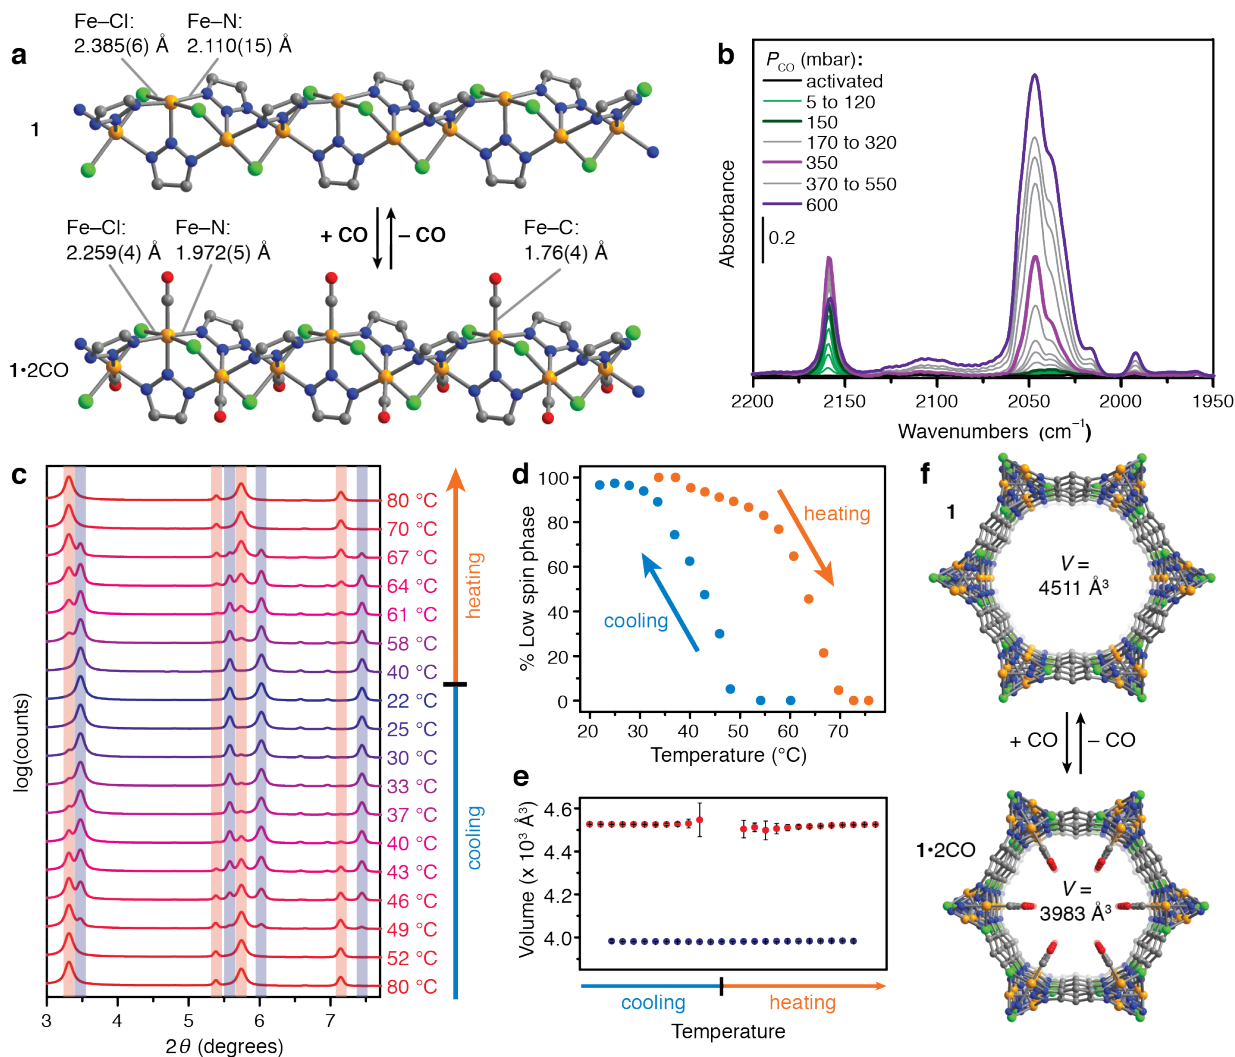 a
Fe–Cl:
2.385(6) Å
Fe–N:
2.110(15) Å
1
Fe–Cl:
2.259(4) Å
Fe–N:
1.972(5) Å
+ CO
– CO
Fe–C:
1.76(4) Å
1•2CO
b
PCO (mbar):
activated
5 to 120
150
170 to 320
350
370 to 550
600
0.2
Absorbance
2200
2150
2100
2050
2000
1950
Wavenumbers (cm⁻¹)
c
80 °C
70 °C
67 °C
64 °C
61 °C
58 °C
40 °C
22 °C
25 °C
30 °C
33 °C
37 °C
40 °C
43 °C
46 °C
49 °C
52 °C
80 °C
heating
cooling
log(counts)
3
4
5
6
7
2θ (degrees)
d
100
80
60
40
20
0
% Low spin phase
heating
cooling
20
30
40
50
60
70
Temperature (°C)
e
4.6
4.4
4.2
4.0
Volume (x 10³ Å³)
cooling
heating
Temperature
f
1
V =
4511 Å³
+ CO
– CO
1•2CO
V =
3983 Å³